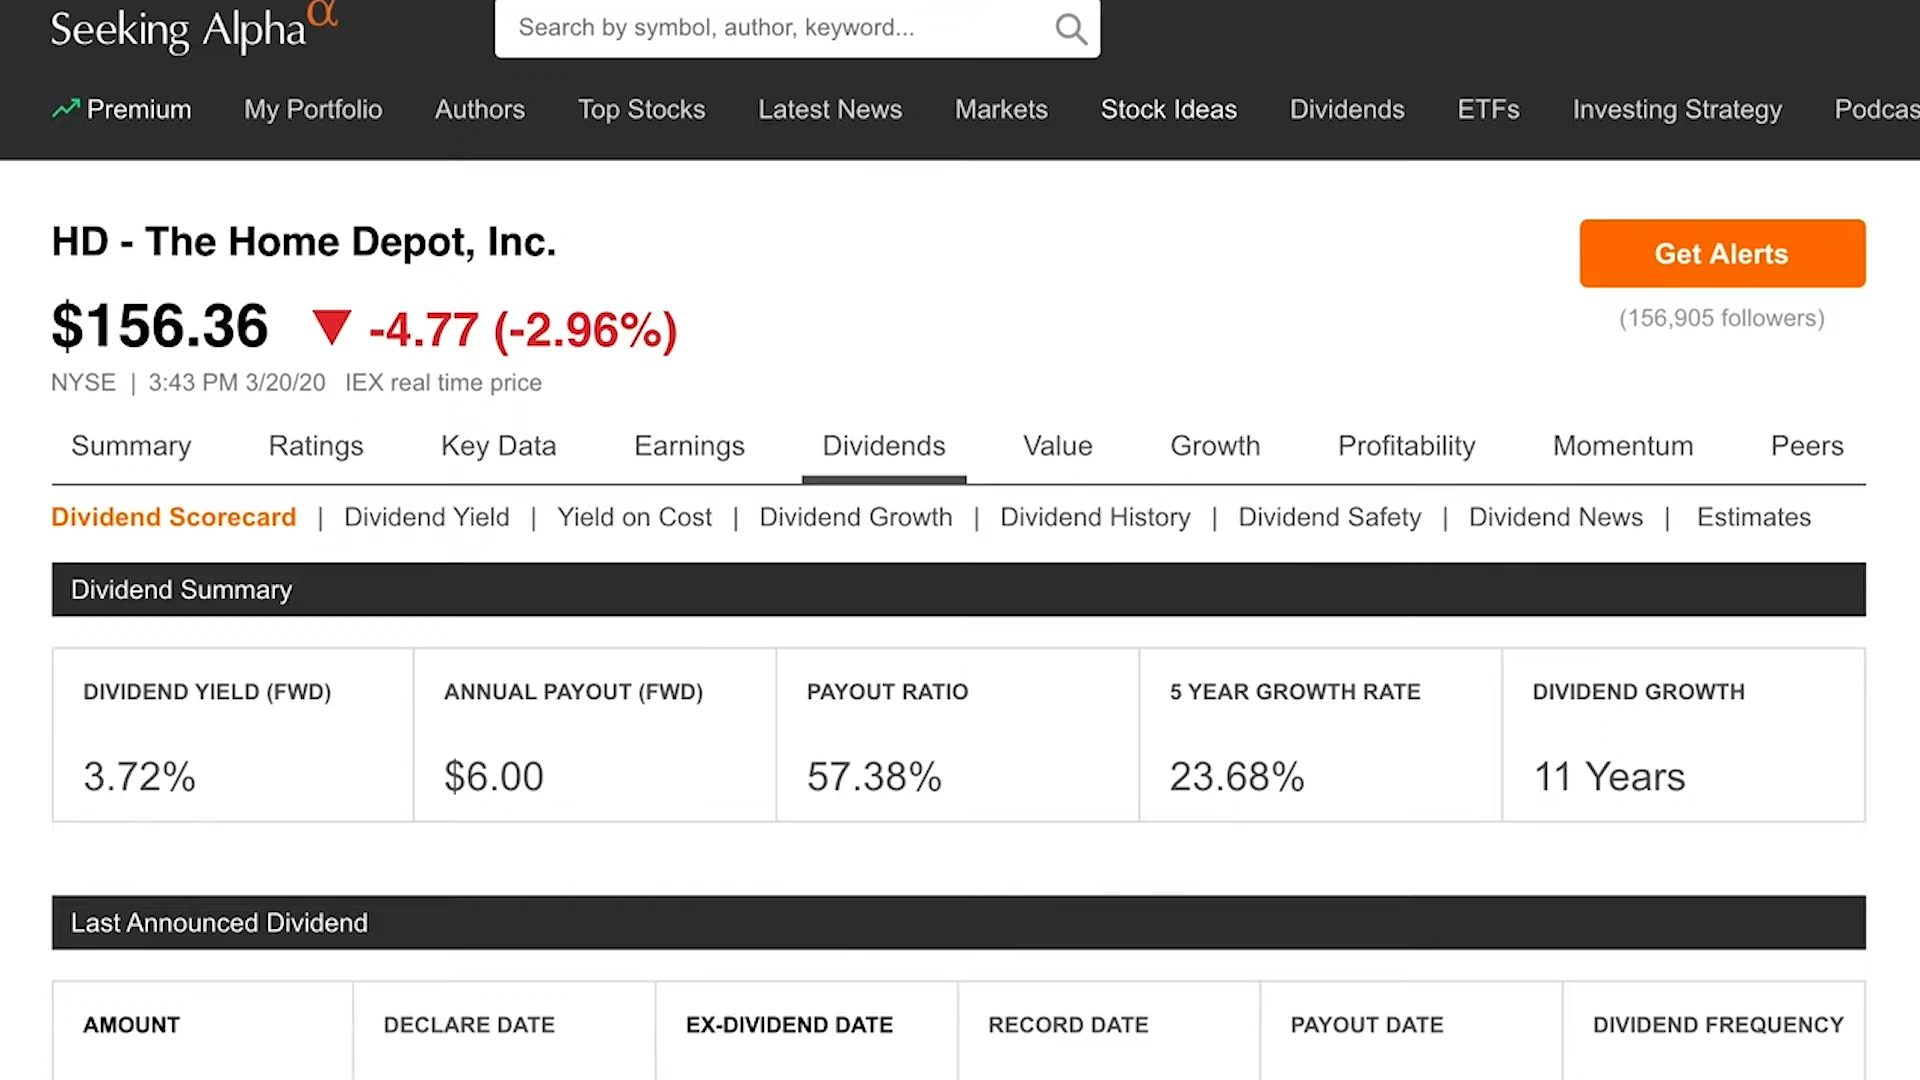 Seeking Alpha α
Search by symbol, author, keyword...
Premium My Portfolio Authors Top Stocks Latest News Markets Stock Ideas Dividends ETFs Investing Strategy Podcas
HD - The Home Depot, Inc.
Get Alerts
$156.36 ▼ -4.77 (-2.96%)
(156,905 followers)
NYSE | 3:43 PM 3/20/20 IEX real time price
Summary Ratings Key Data Earnings Dividends Value Growth Profitability Momentum Peers
Dividend Scorecard | Dividend Yield | Yield on Cost | Dividend Growth | Dividend History | Dividend Safety | Dividend News | Estimates
Dividend Summary
DIVIDEND YIELD (FWD) ANNUAL PAYOUT (FWD) PAYOUT RATIO 5 YEAR GROWTH RATE DIVIDEND GROWTH
3.72% $6.00 57.38% 23.68% 11 Years
Last Announced Dividend
AMOUNT DECLARE DATE EX-DIVIDEND DATE RECORD DATE PAYOUT DATE DIVIDEND FREQUENCY